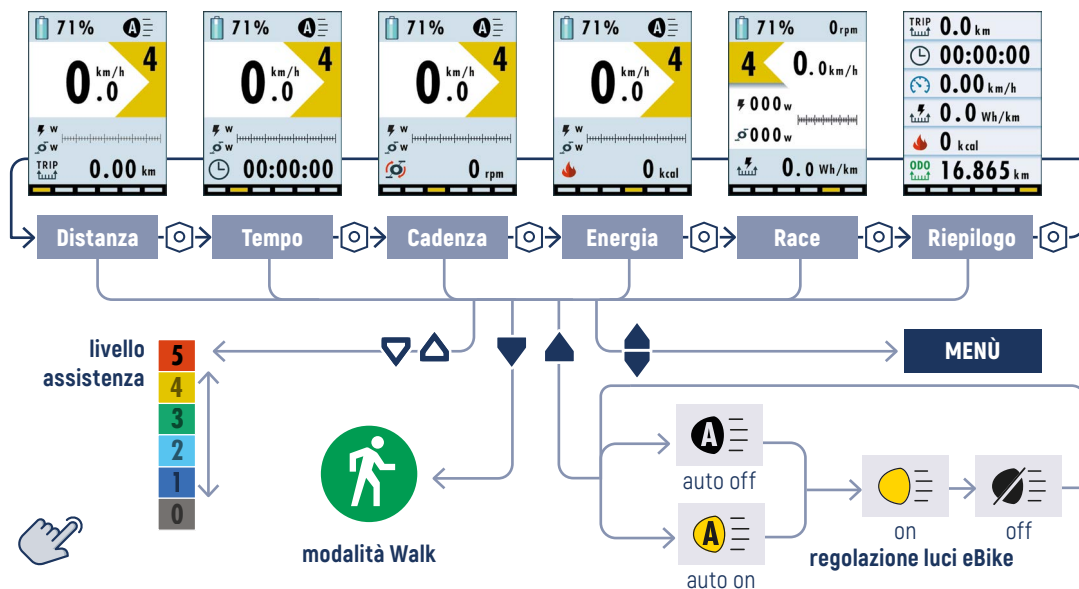 71% A
4
0.0 km/h
W
W
TRIP 0.00 km
71% A
4
0.0 km/h
W
W
00:00:00
71% A
4
0.0 km/h
W
W
0 rpm
71% A
4
0.0 km/h
W
W
0 kcal
71% 0 rpm
4 0.0 km/h
000 W
000 W
0.0 Wh/km
TRIP 0.0 km
00:00:00
0.00 km/h
0.0 Wh/km
0 kcal
ODO 16.865 km
Distanza
Tempo
Cadenza
Energia
Race
Riepilogo
livello
assistenza
5
4
3
2
1
0
modalità Walk
MENÙ
A
auto off
A
auto on
on
off
regolazione luci eBike